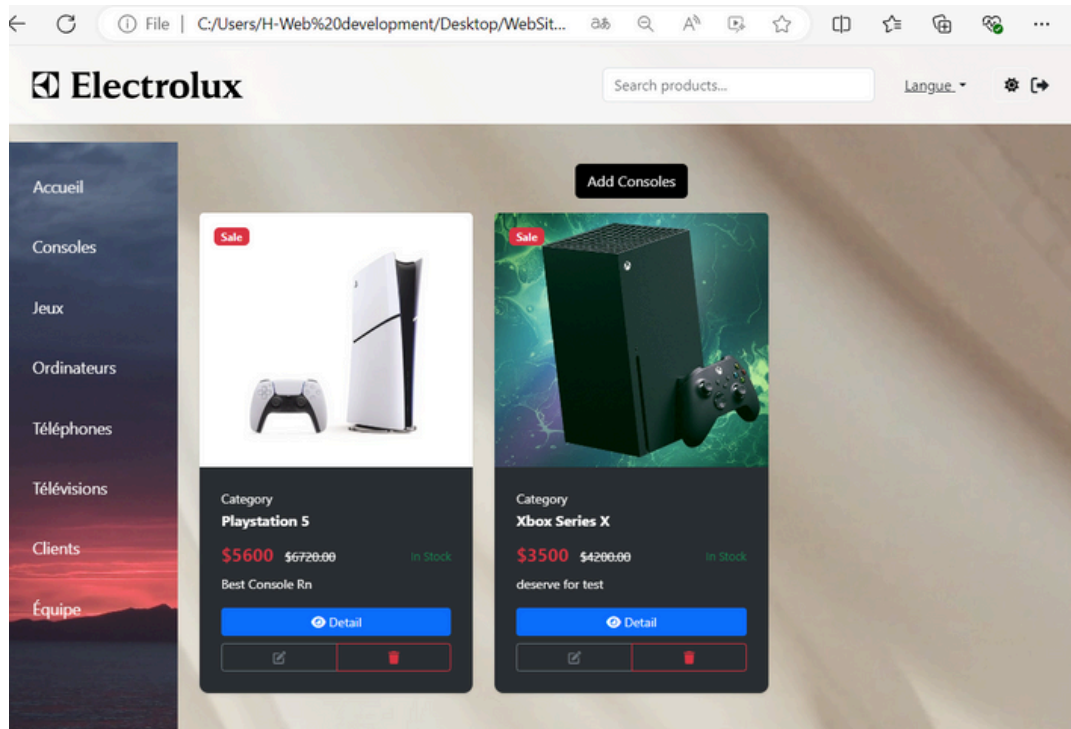 File
C:/Users/H-Web%20development/Desktop/WebSit...
Electrolux
Search products...
Langue
Accueil
Consoles
Jeux
Ordinateurs
Téléphones
Télévisions
Clients
Équipe
Add Consoles
Sale
Category
Playstation 5
$5600 $6720.00 In Stock
Best Console Rn
Detail
Sale
Category
Xbox Series X
$3500 $4200.00 In Stock
deserve for test
Detail